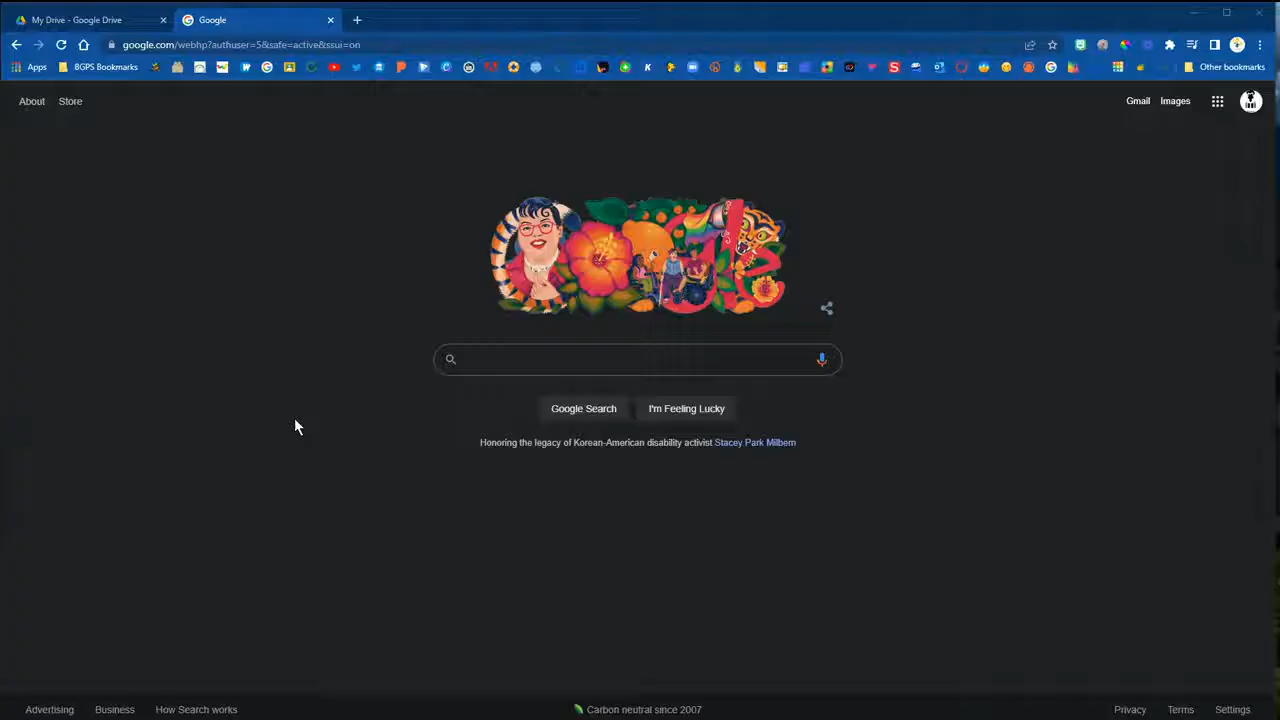 My Drive - Google Drive
Google
google.com/webhp?authuser=5&safe=active&ssui=on
Apps
BGPS Bookmarks
Other bookmarks
About
Store
Gmail
Images
Google Search
I'm Feeling Lucky
Honoring the legacy of Korean-American disability activist Stacey Park Milbern
Advertising
Business
How Search works
Carbon neutral since 2007
Privacy
Terms
Settings